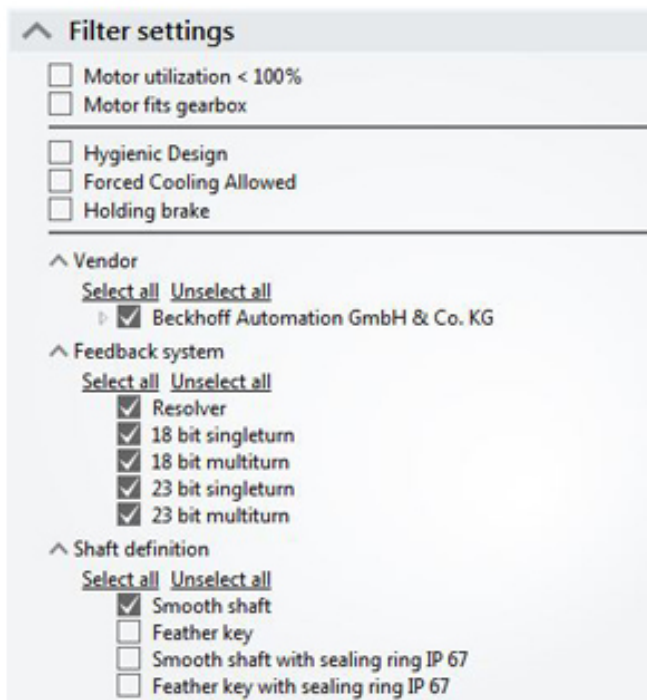 Filter settings
Motor utilization < 100%
Motor fits gearbox
Hygienic Design
Forced Cooling Allowed
Holding brake
Vendor
Select all Unselect all
Beckhoff Automation GmbH & Co. KG
Feedback system
Select all Unselect all
Resolver
18 bit singleturn
18 bit multiturn
23 bit singleturn
23 bit multiturn
Shaft definition
Select all Unselect all
Smooth shaft
Feather key
Smooth shaft with sealing ring IP 67
Feather key with sealing ring IP 67